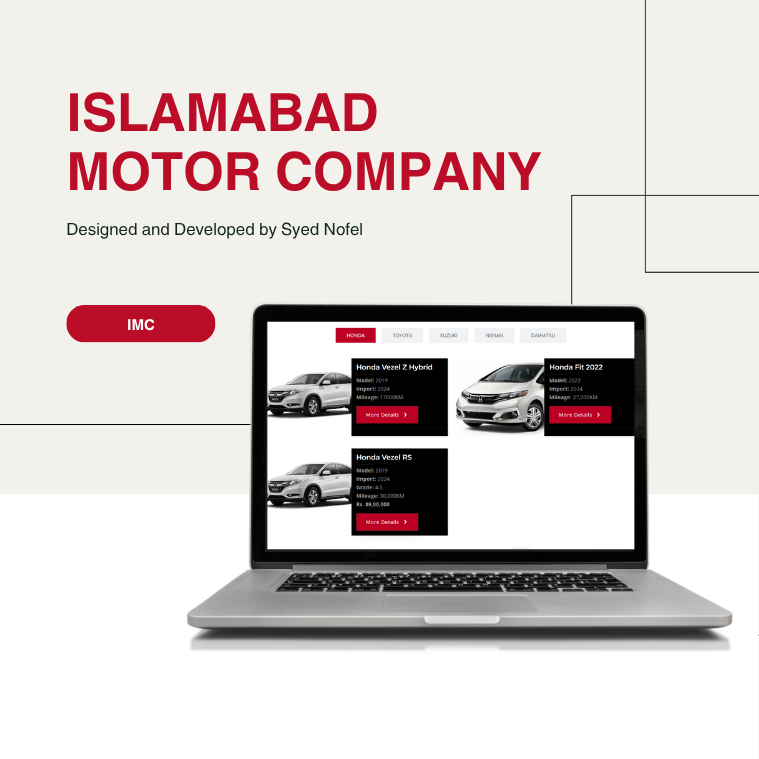 ISLAMABAD
MOTOR COMPANY
Designed and Developed by Syed Nofel
IMC
HONDA
TOYOTA
SUZUKI
NISSAN
DAIHATSU
Honda Vezel Z Hybrid
Model: 2019
Import: 2024
Mileage: 17000KM
More Details
Honda Fit 2022
Model: 2022
Import: 2024
Mileage: 27,000KM
More Details
Honda Vezel RS
Model: 2019
Import: 2024
Grade: 4.5
Mileage: 30,000KM
Rs. 89,00,000
More Details